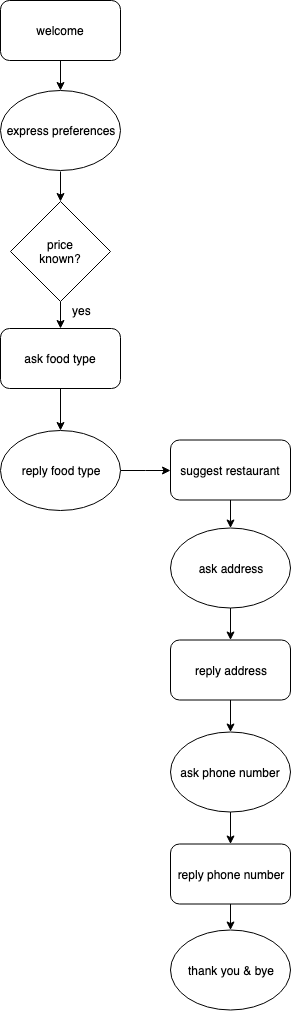 welcome
express preferences
price
known?
yes
ask food type
reply food type
suggest restaurant
ask address
reply address
ask phone number
reply phone number
thank you & bye